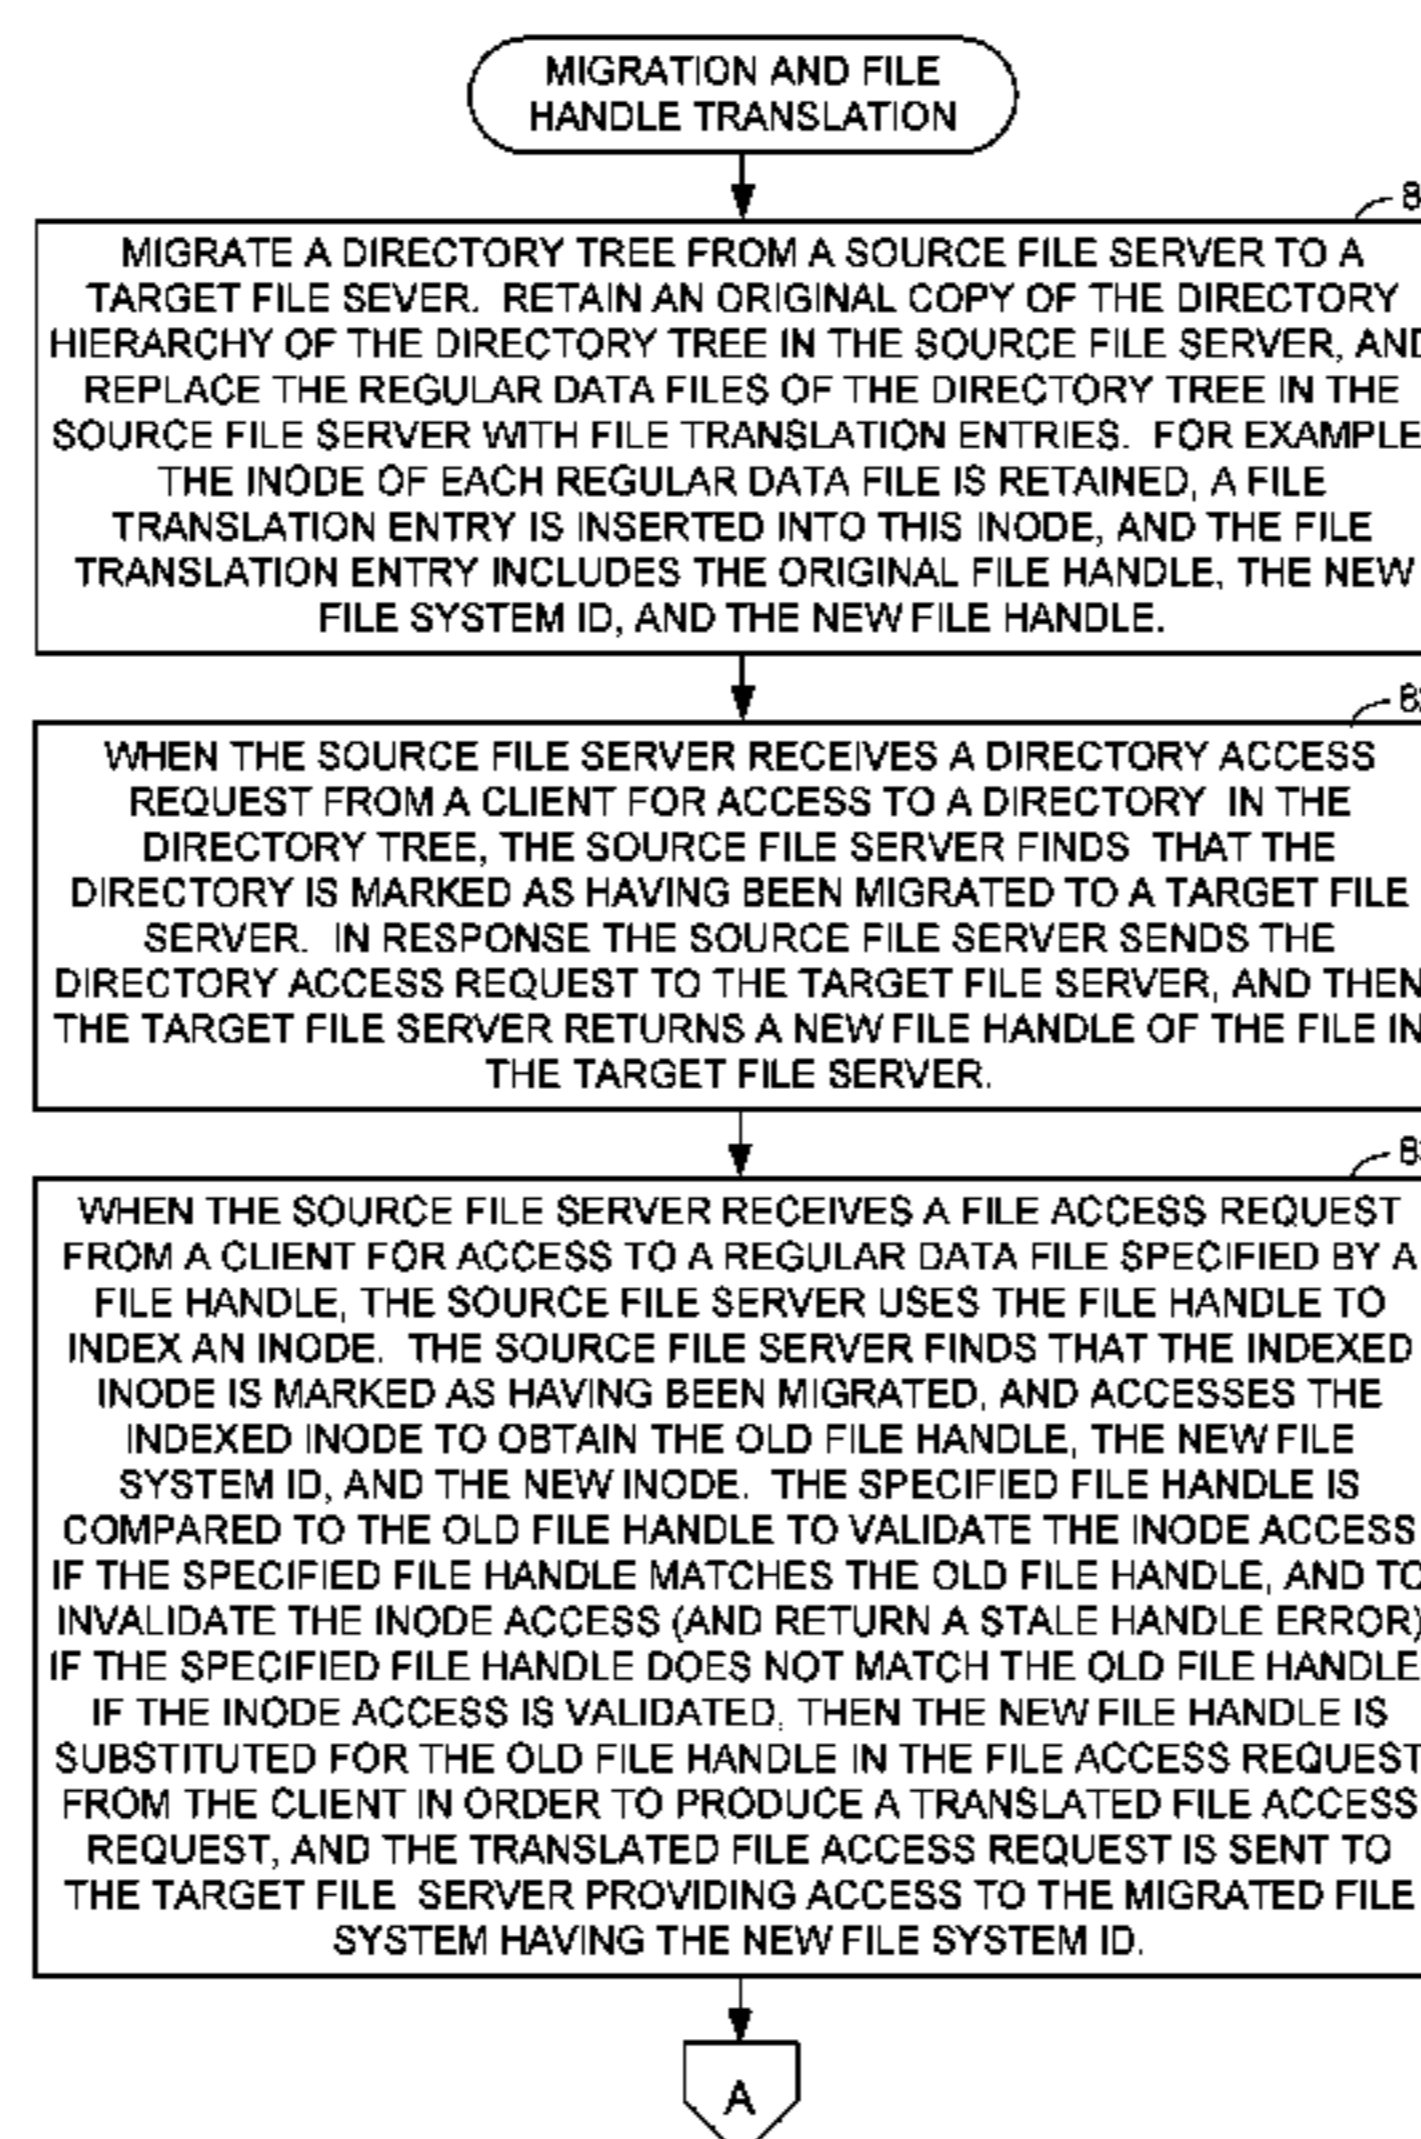 MIGRATION AND FILE
HANDLE TRANSLATION
8
MIGRATE A DIRECTORY TREE FROM A SOURCE FILE SERVER TO A
TARGET FILE SEVER. RETAIN AN ORIGINAL COPY OF THE DIRECTORY
HIERARCHY OF THE DIRECTORY TREE IN THE SOURCE FILE SERVER, AND
REPLACE THE REGULAR DATA FILES OF THE DIRECTORY TREE IN THE
SOURCE FILE SERVER WITH FILE TRANSLATION ENTRIES. FOR EXAMPLE
THE INODE OF EACH REGULAR DATA FILE IS RETAINED, A FILE
TRANSLATION ENTRY IS INSERTED INTO THIS INODE, AND THE FILE
TRANSLATION ENTRY INCLUDES THE ORIGINAL FILE HANDLE, THE NEW
FILE SYSTEM ID, AND THE NEW FILE HANDLE.
82
WHEN THE SOURCE FILE SERVER RECEIVES A DIRECTORY ACCESS
REQUEST FROM A CLIENT FOR ACCESS TO A DIRECTORY IN THE
DIRECTORY TREE, THE SOURCE FILE SERVER FINDS THAT THE
DIRECTORY IS MARKED AS HAVING BEEN MIGRATED TO A TARGET FILE
SERVER. IN RESPONSE THE SOURCE FILE SERVER SENDS THE
DIRECTORY ACCESS REQUEST TO THE TARGET FILE SERVER, AND THEN
THE TARGET FILE SERVER RETURNS A NEW FILE HANDLE OF THE FILE IN
THE TARGET FILE SERVER.
83
WHEN THE SOURCE FILE SERVER RECEIVES A FILE ACCESS REQUEST
FROM A CLIENT FOR ACCESS TO A REGULAR DATA FILE SPECIFIED BY A
FILE HANDLE, THE SOURCE FILE SERVER USES THE FILE HANDLE TO
INDEX AN INODE. THE SOURCE FILE SERVER FINDS THAT THE INDEXED
INODE IS MARKED AS HAVING BEEN MIGRATED, AND ACCESSES THE
INDEXED INODE TO OBTAIN THE OLD FILE HANDLE, THE NEW FILE
SYSTEM ID, AND THE NEW INODE. THE SPECIFIED FILE HANDLE IS
COMPARED TO THE OLD FILE HANDLE TO VALIDATE THE INODE ACCESS
IF THE SPECIFIED FILE HANDLE MATCHES THE OLD FILE HANDLE, AND TO
INVALIDATE THE INODE ACCESS (AND RETURN A STALE HANDLE ERROR)
IF THE SPECIFIED FILE HANDLE DOES NOT MATCH THE OLD FILE HANDLE
IF THE INODE ACCESS IS VALIDATED, THEN THE NEW FILE HANDLE IS
SUBSTITUTED FOR THE OLD FILE HANDLE IN THE FILE ACCESS REQUEST
FROM THE CLIENT IN ORDER TO PRODUCE A TRANSLATED FILE ACCESS
REQUEST, AND THE TRANSLATED FILE ACCESS REQUEST IS SENT TO
THE TARGET FILE SERVER PROVIDING ACCESS TO THE MIGRATED FILE
SYSTEM HAVING THE NEW FILE SYSTEM ID.
A